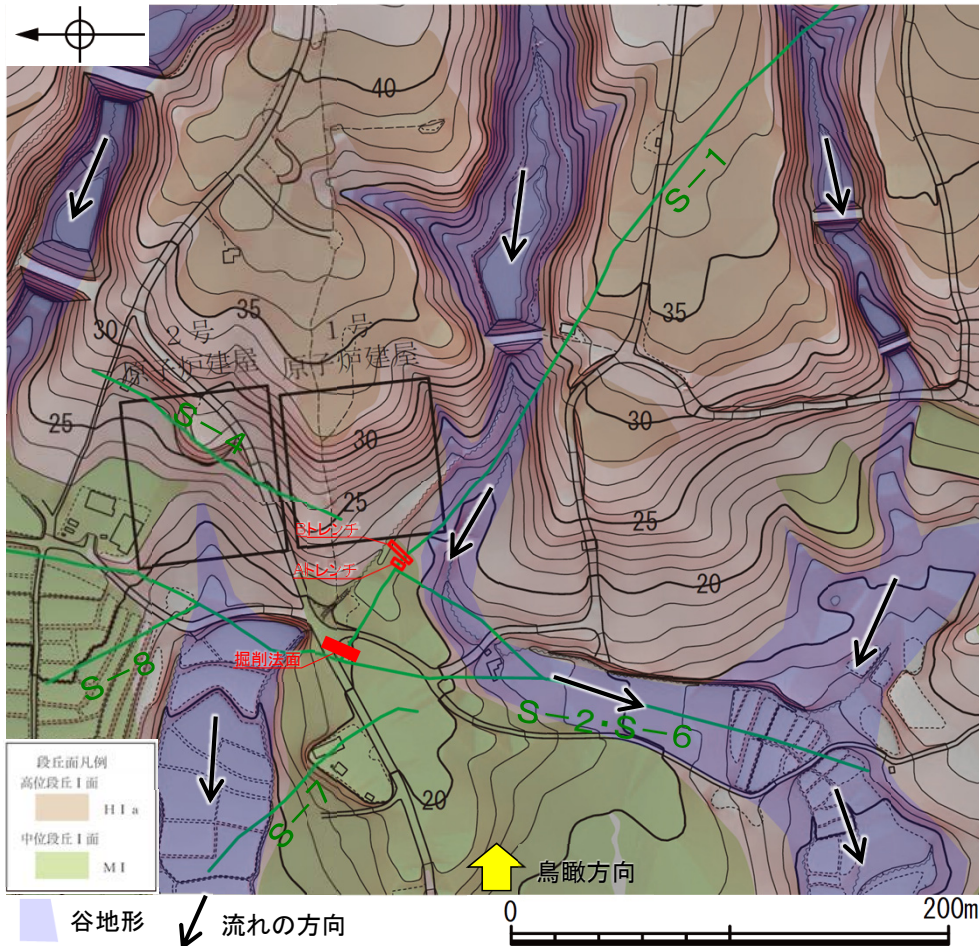 40
S-1
35
30
2号
原子炉建屋
1号
原子炉建屋
35
25
S-4
30
30
25
Bトレンチ
25
Aトレンチ
20
掘削法面
S-8
S-2・S-6
S-7
20
段丘面凡例
高位段丘Ⅰ面
HⅠa
中位段丘Ⅰ面
MⅠ
鳥瞰方向
谷地形
流れの方向
0
200m